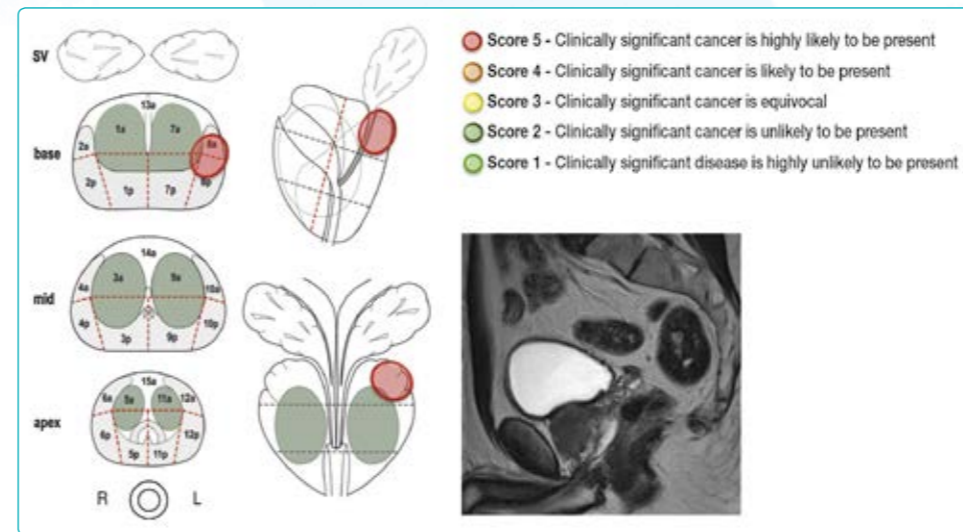 SV
13a
1a 7a
2a 8a
base
2p 1p 7p 8p
14a
3a 9a
4a 10a
mid
4p 3p 9p 10p
15a
6a 5a 11a 12a
apex
6p 5p 11p 12p
R L
Score 5 - Clinically significant cancer is highly likely to be present
Score 4 - Clinically significant cancer is likely to be present
Score 3 - Clinically significant cancer is equivocal
Score 2 - Clinically significant cancer is unlikely to be present
Score 1 - Clinically significant disease is highly unlikely to be present